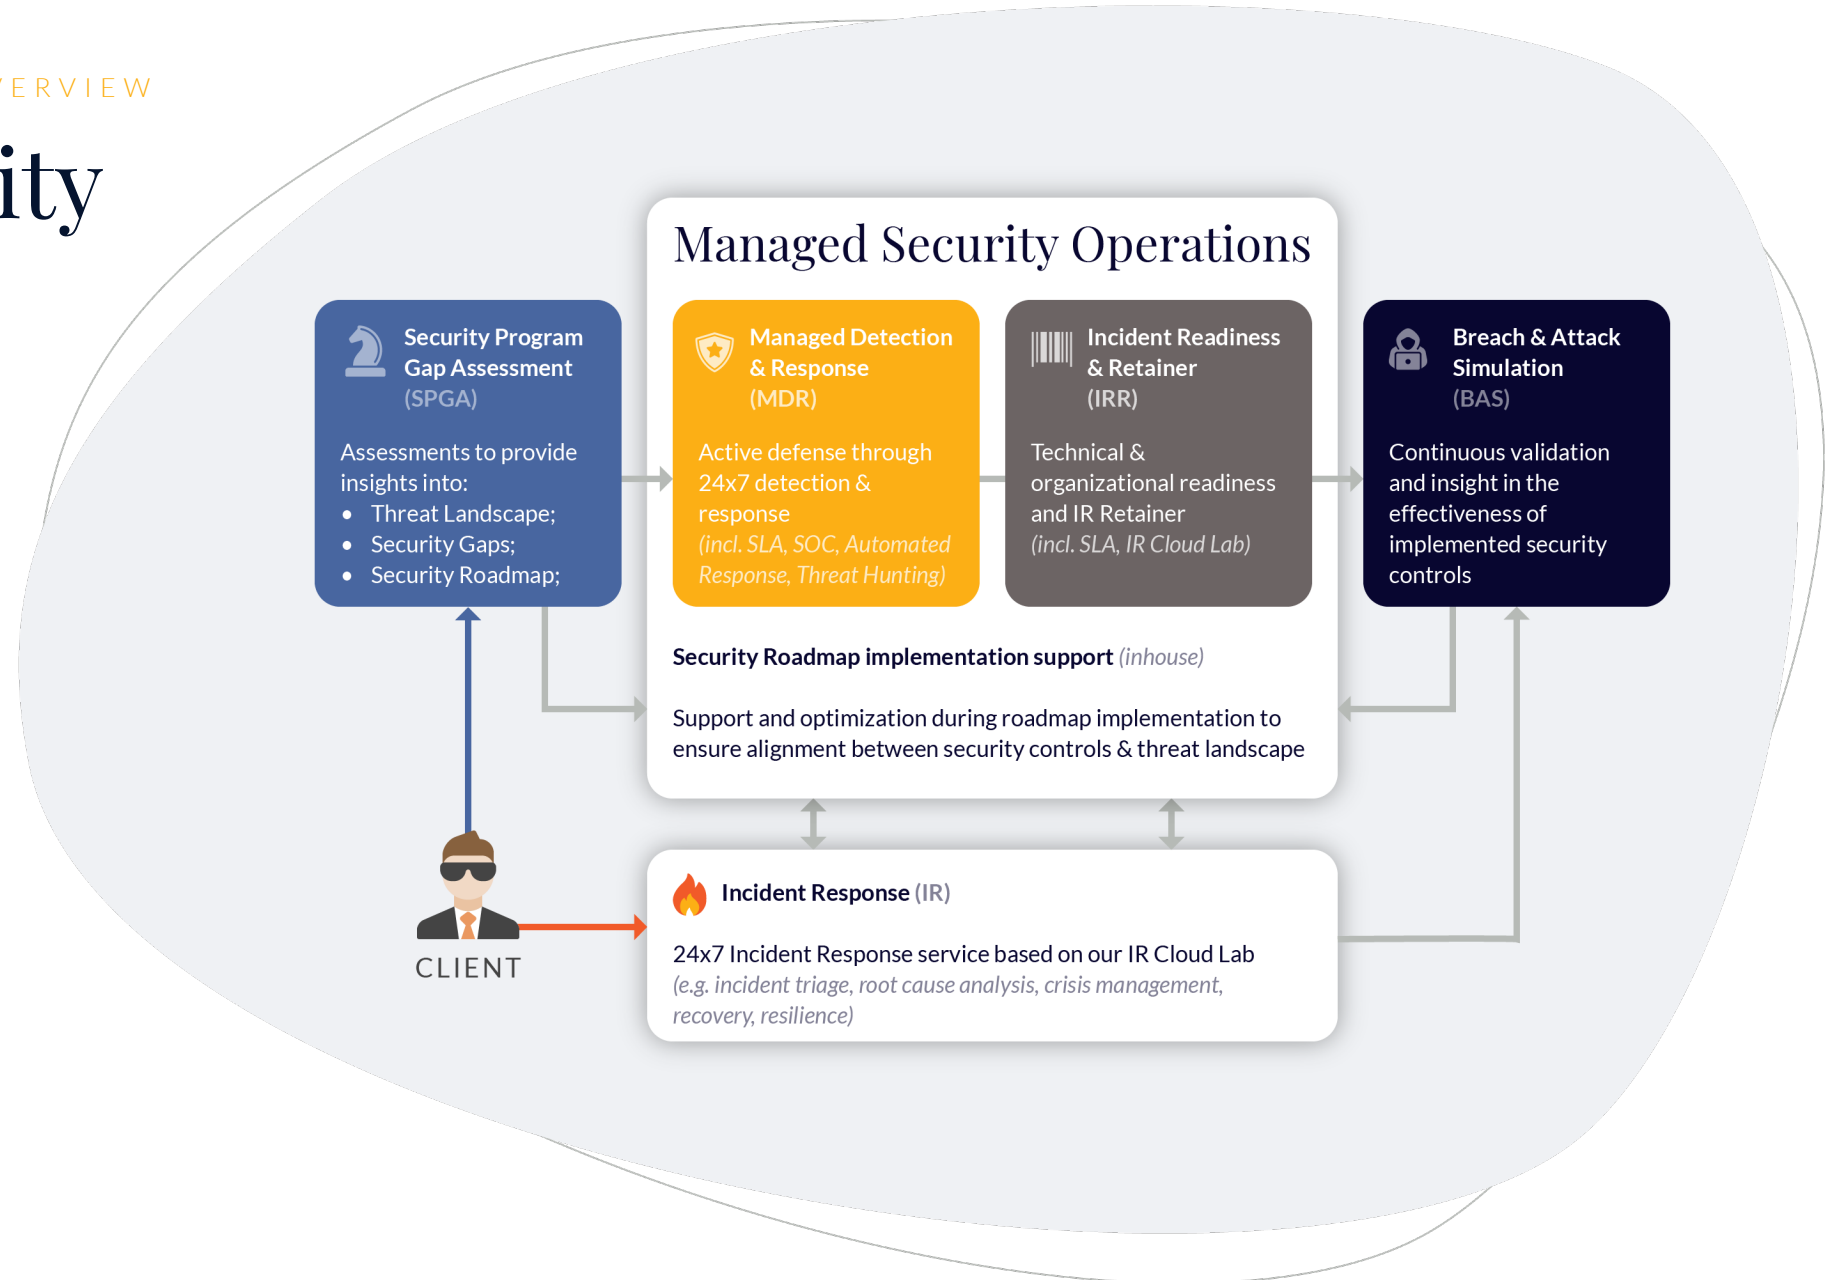 VERVIEW
ity
Managed Security Operations
Security Program
Gap Assessment
(SPGA)
Assessments to provide
insights into:
• Threat Landscape;
• Security Gaps;
• Security Roadmap;
Managed Detection
& Response
(MDR)
Active defense through
24x7 detection &
response
(incl. SLA, SOC, Automated
Response, Threat Hunting)
Incident Readiness
& Retainer
(IRR)
Technical &
organizational readiness
and IR Retainer
(incl. SLA, IR Cloud Lab)
Breach & Attack
Simulation
(BAS)
Continuous validation
and insight in the
effectiveness of
implemented security
controls
Security Roadmap implementation support (inhouse)
Support and optimization during roadmap implementation to
ensure alignment between security controls & threat landscape
Incident Response (IR)
24x7 Incident Response service based on our IR Cloud Lab
(e.g. incident triage, root cause analysis, crisis management,
recovery, resilience)
CLIENT